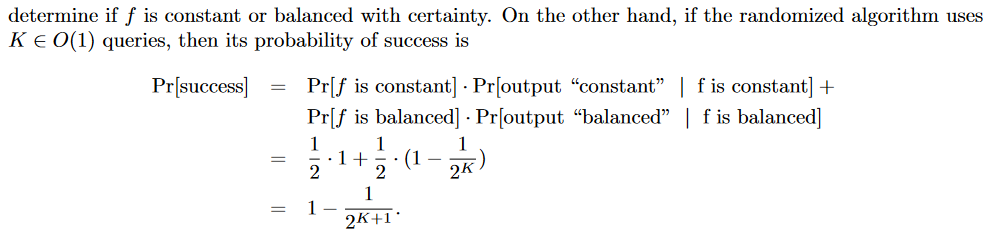 determine if f is constant or balanced with certainty. On the other hand, if the randomized algorithm uses
K ∈ O(1) queries, then its probability of success is
Pr[success] = Pr[f is constant] · Pr[output “constant” | f is constant] +
Pr[f is balanced] · Pr[output “balanced” | f is balanced]
= 1/2 · 1 + 1/2 · (1 − 1/2^K)
= 1 − 1/2^{K+1}.